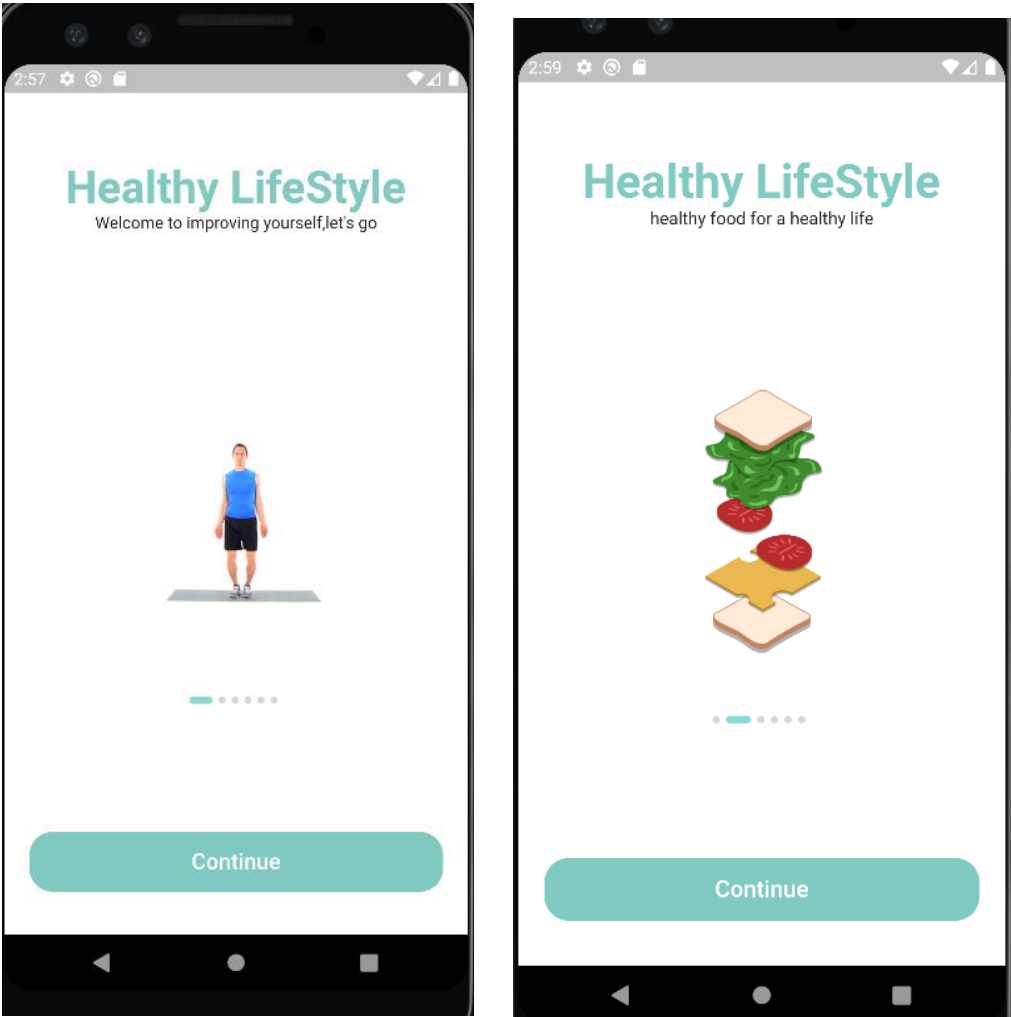 2:57
Healthy LifeStyle
Welcome to improving yourself,let's go
Continue
2:59
Healthy LifeStyle
healthy food for a healthy life
Continue